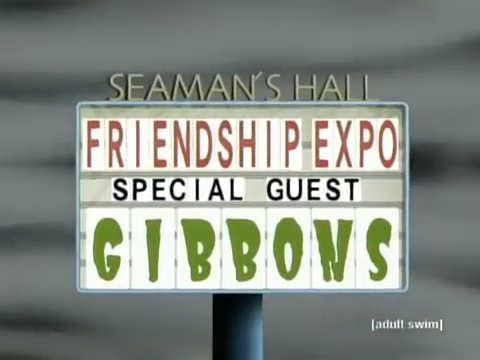 SEAMAN'S HALL
FRIENDSHIP EXPO
SPECIAL GUEST
GIBBONS
[adult swim]